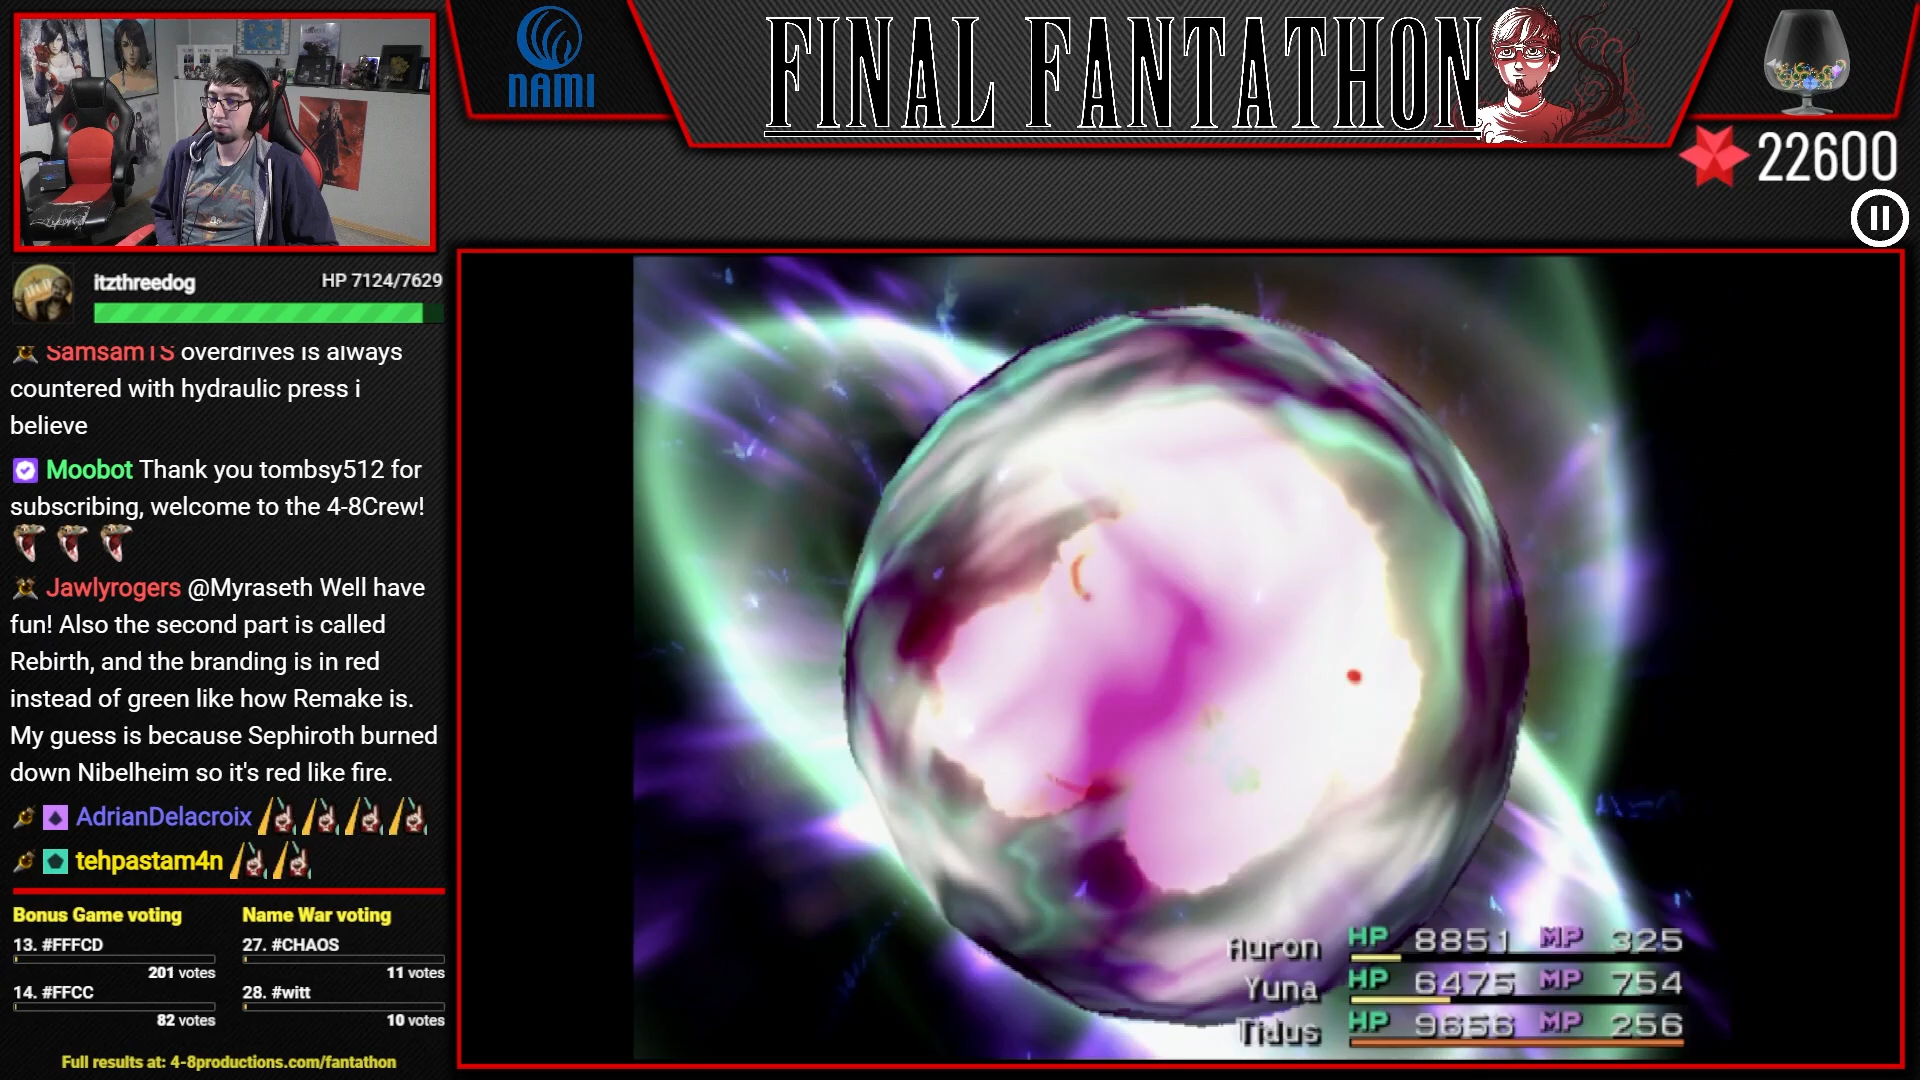 NAMI
FINAL FANTATHON
22600
itzthreedog
HP 7124/7629
SamsamTS overdrives is always
countered with hydraulic press i
believe
Moobot Thank you tombsy512 for
subscribing, welcome to the 4-8Crew!
Jawlyrogers @Myraseth Well have
fun! Also the second part is called
Rebirth, and the branding is in red
instead of green like how Remake is.
My guess is because Sephiroth burned
down Nibelheim so it's red like fire.
AdrianDelacroix
tehpastam4n
Bonus Game voting
13. #FFFCD
201 votes
14. #FFCC
82 votes
Name War voting
27. #CHAOS
11 votes
28. #witt
10 votes
Full results at: 4-8productions.com/fantathon
Auron HP 8851 MP 325
Yuna HP 6475 MP 754
Tidus HP 9656 MP 256